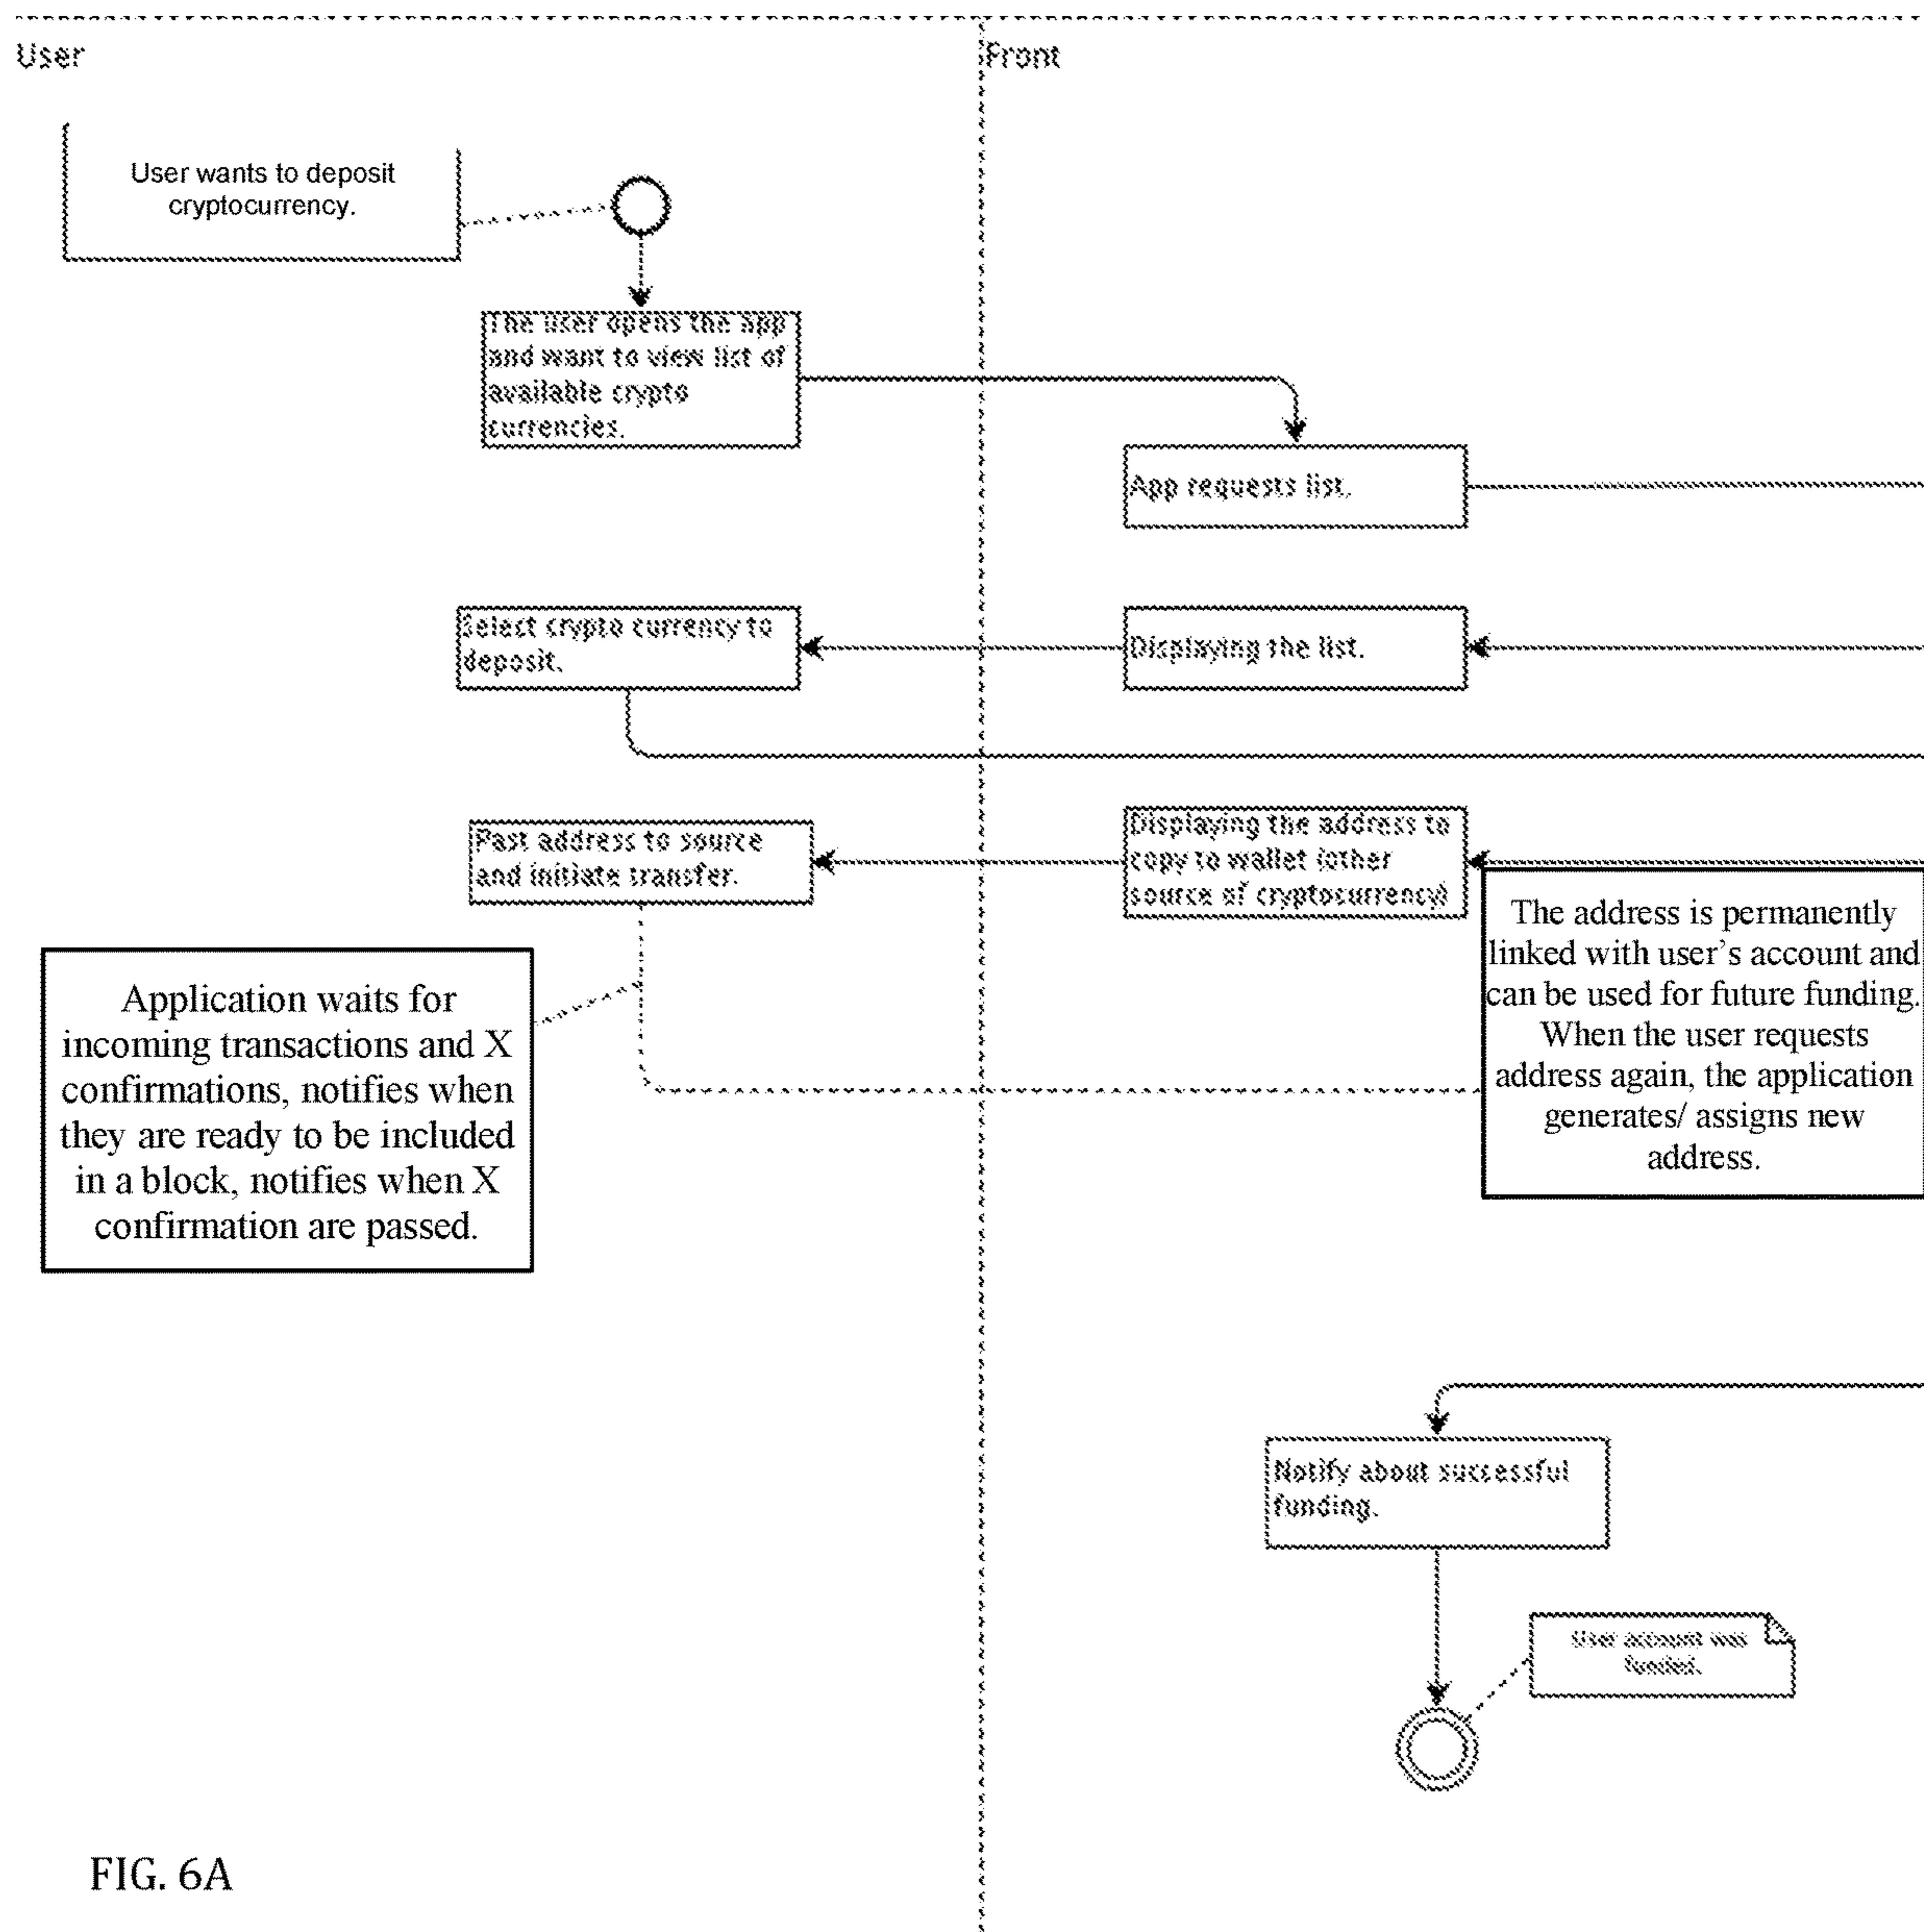 User
Front
User wants to deposit
cryptocurrency.
The user opens the app
and want to view list of
available crypto
currencies.
App requests list.
Select crypto currency to
deposit.
Displaying the list.
Past address to source
and initiate transfer.
Displaying the address to
copy to wallet (other
source of cryptocurrency)
The address is permanently
linked with user’s account and
can be used for future funding.
When the user requests
address again, the application
generates/ assigns new
address.
Application waits for
incoming transactions and X
confirmations, notifies when
they are ready to be included
in a block, notifies when X
confirmation are passed.
Notify about successful
funding.
User account was
funded.
FIG. 6A